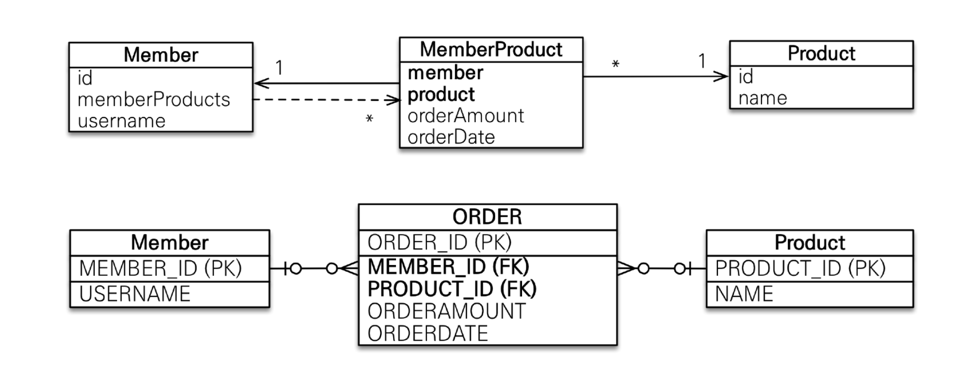 Member
id
memberProducts
username
1
*
MemberProduct
member
product
orderAmount
orderDate
*
1
Product
id
name
Member
MEMBER_ID (PK)
USERNAME
ORDER
ORDER_ID (PK)
MEMBER_ID (FK)
PRODUCT_ID (FK)
ORDERAMOUNT
ORDERDATE
Product
PRODUCT_ID (PK)
NAME